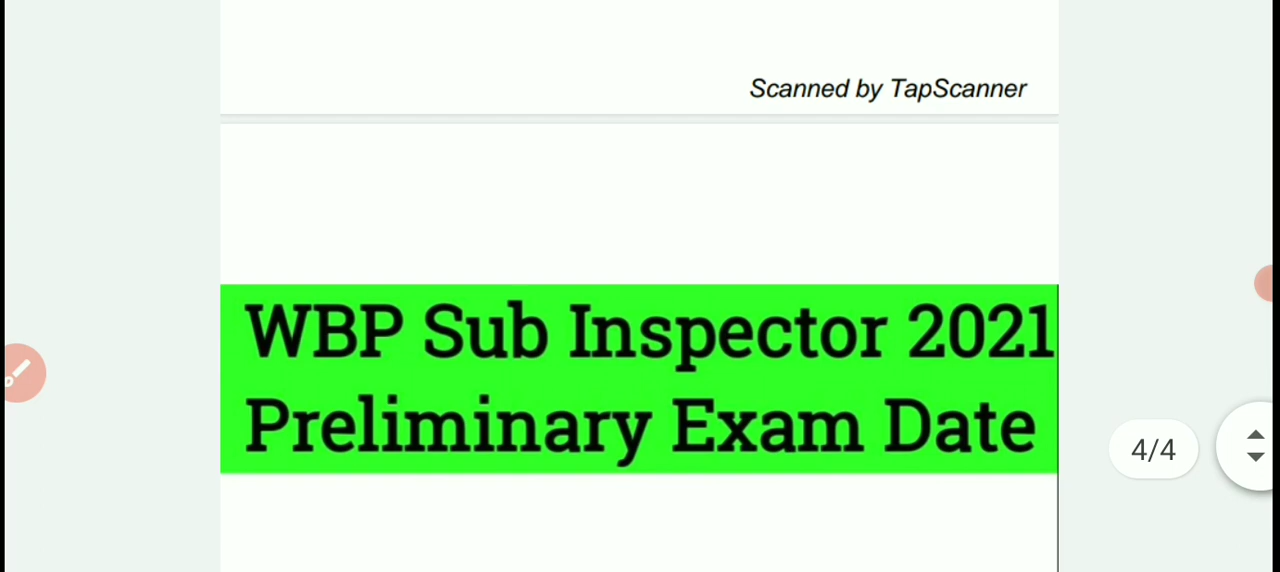 Scanned by TapScanner
WBP Sub Inspector 2021
Preliminary Exam Date
4/4